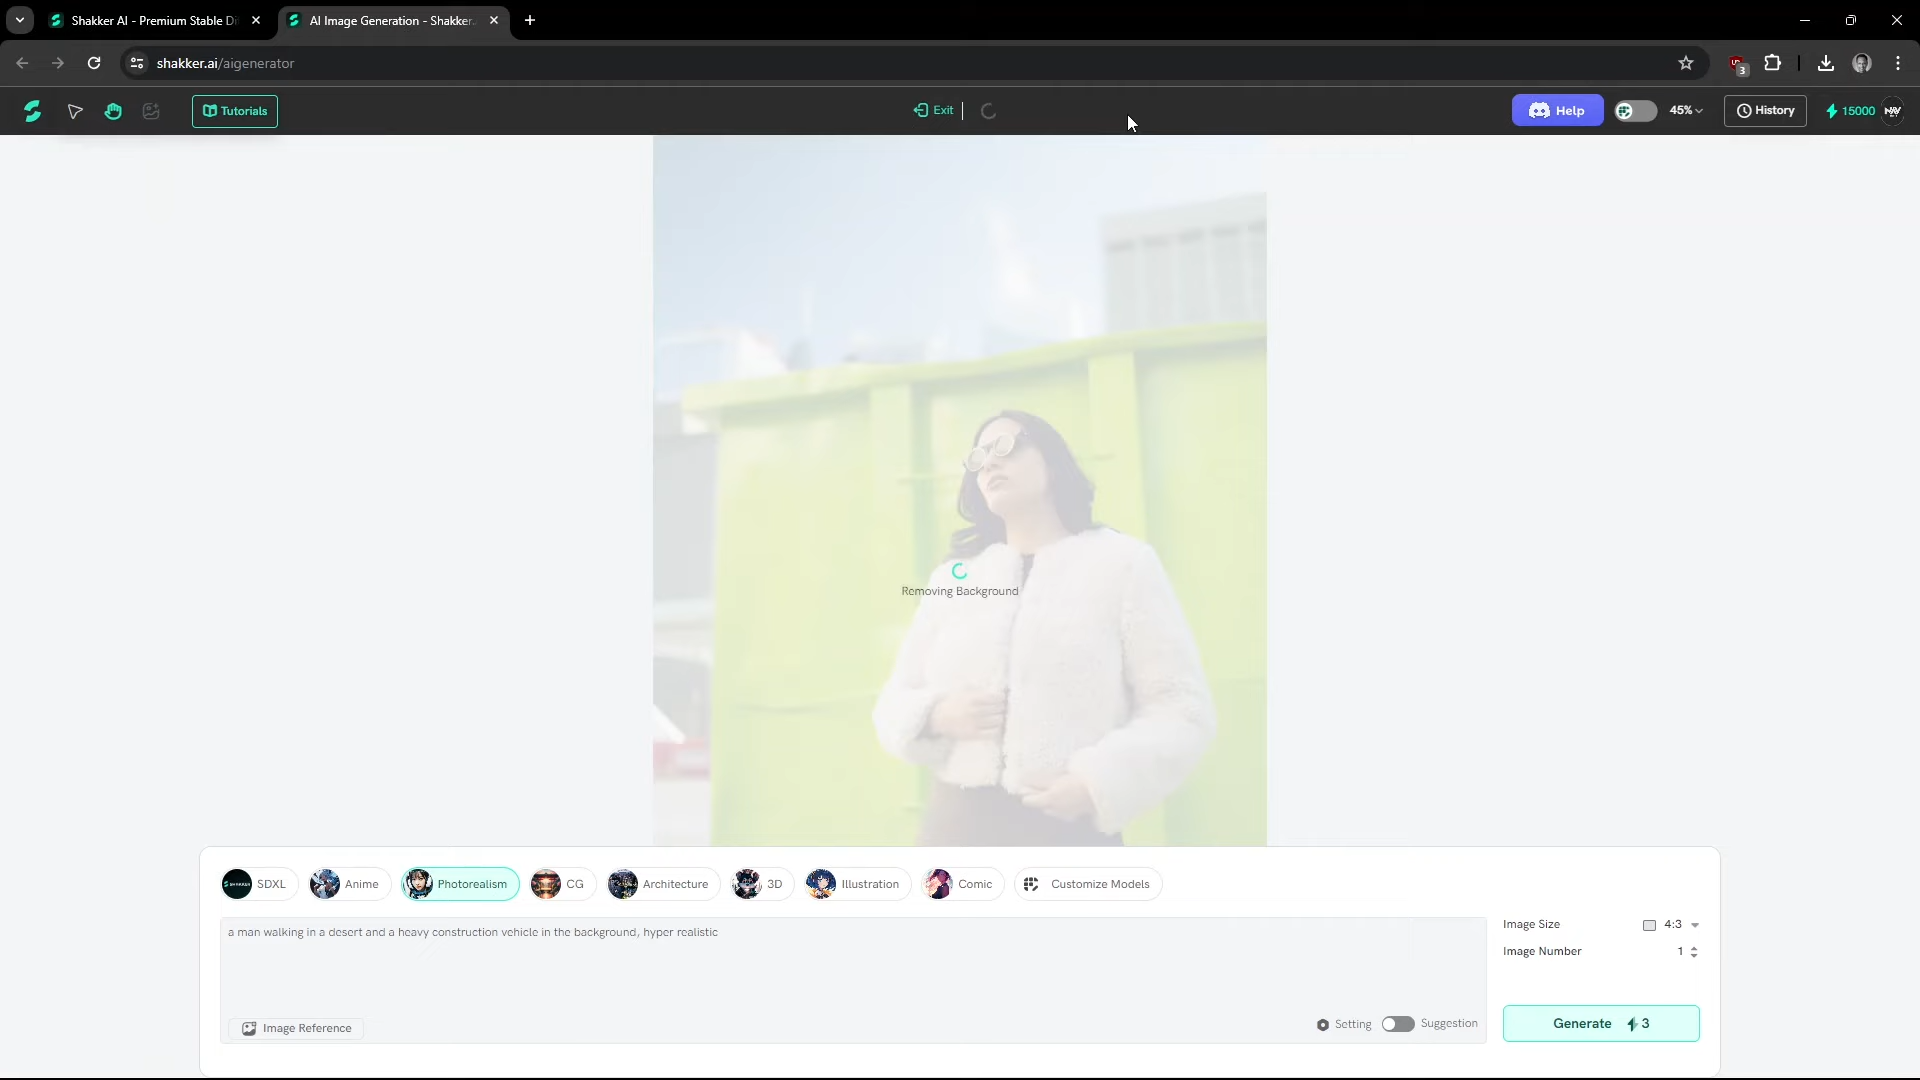 Shakker AI - Premium Stable Di
AI Image Generation - Shakker
shakker.ai/aigenerator
3
Tutorials
Exit
Help
45%
History
15000
Removing Background
SDXL
Anime
Photorealism
CG
Architecture
3D
Illustration
Comic
Customize Models
a man walking in a desert and a heavy construction vehicle in the background, hyper realistic
Image Size
4:3
Image Number
1
Image Reference
Setting
Suggestion
Generate
3